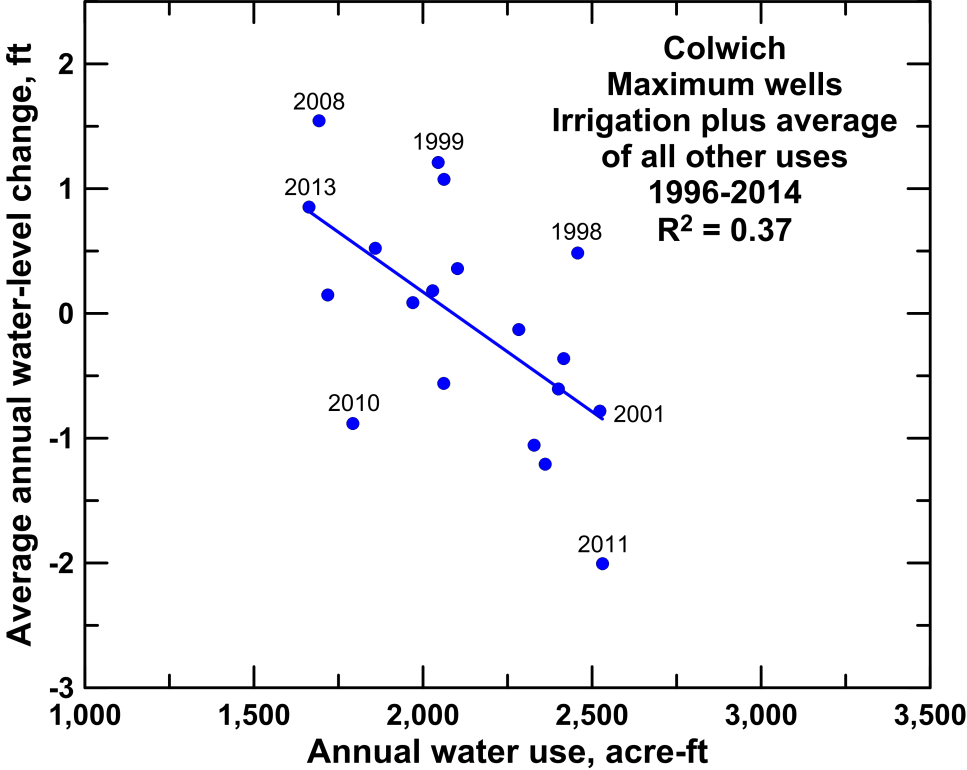 Colwich
Maximum wells
Irrigation plus average
of all other uses
1996-2014
R² = 0.37
Average annual water-level change, ft
2
1
0
-1
-2
-3
2008
1999
2013
1998
2010
2001
2011
1,000
1,500
2,000
2,500
3,000
3,500
Annual water use, acre-ft